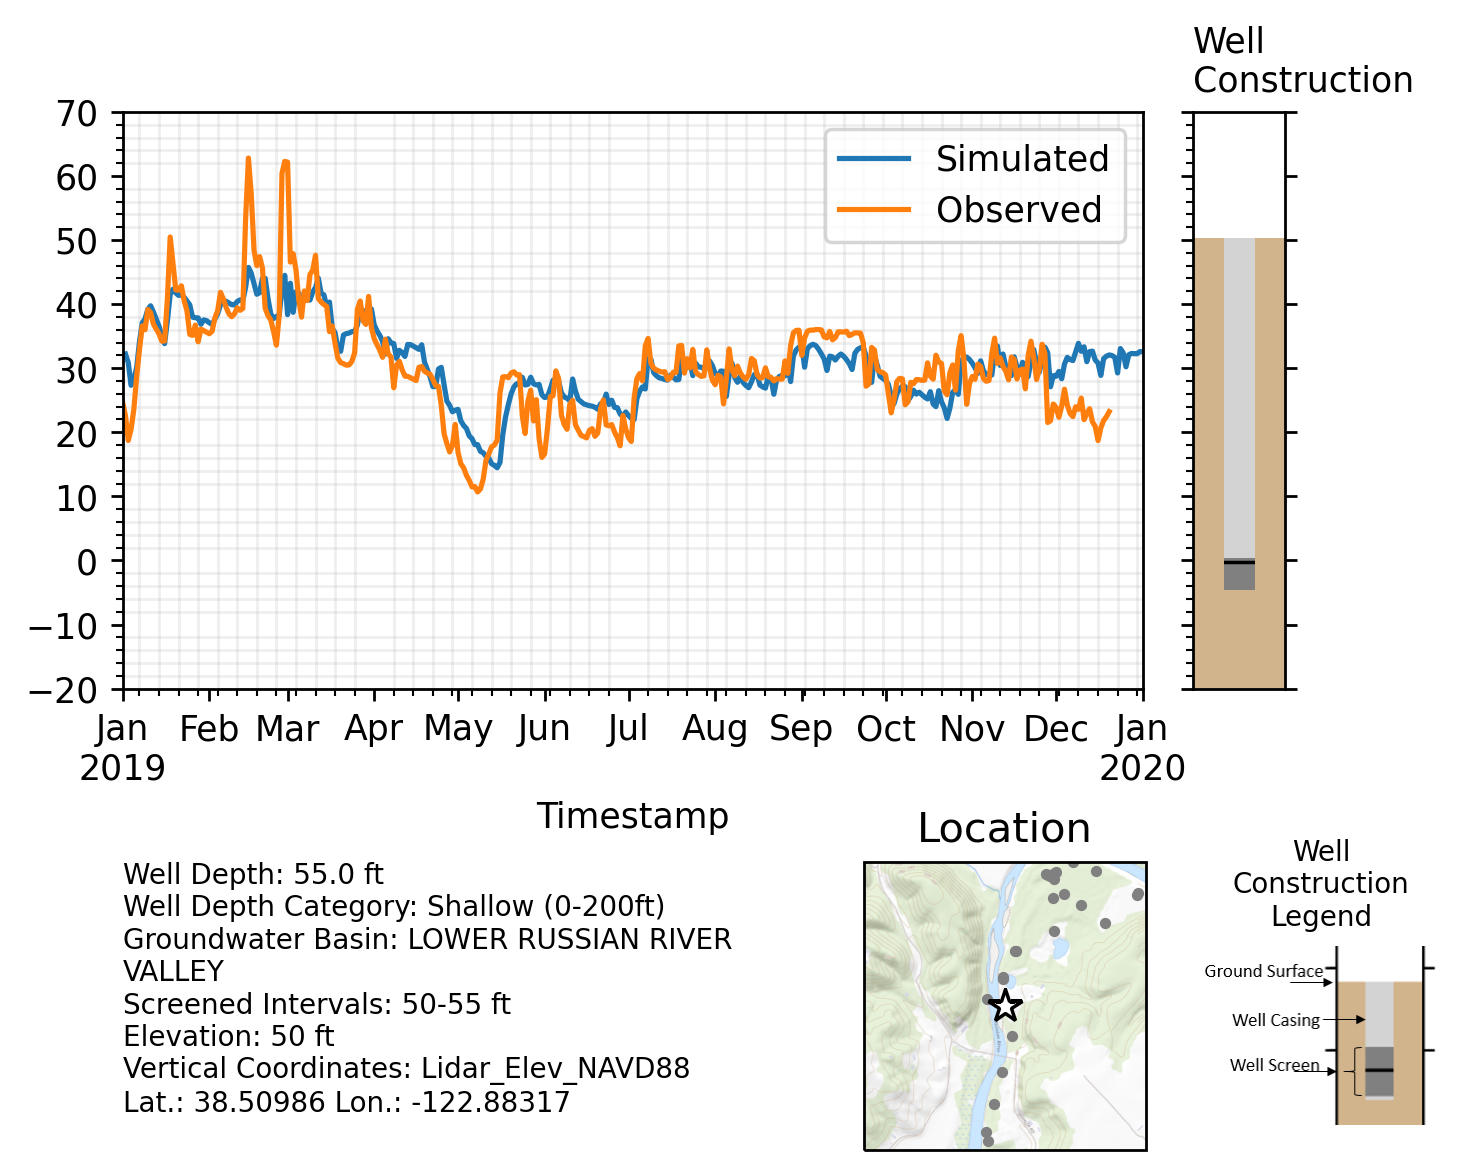 Well
Construction
70
60
50
40
30
20
10
0
−10
−20
Simulated
Observed
Jan Feb Mar Apr May Jun Jul Aug Sep Oct Nov Dec Jan
2019 2020
Timestamp
Location
Well Depth: 55.0 ft
Well Depth Category: Shallow (0-200ft)
Groundwater Basin: LOWER RUSSIAN RIVER
VALLEY
Screened Intervals: 50-55 ft
Elevation: 50 ft
Vertical Coordinates: Lidar_Elev_NAVD88
Lat.: 38.50986 Lon.: -122.88317
Well
Construction
Legend
Ground Surface
Well Casing
Well Screen